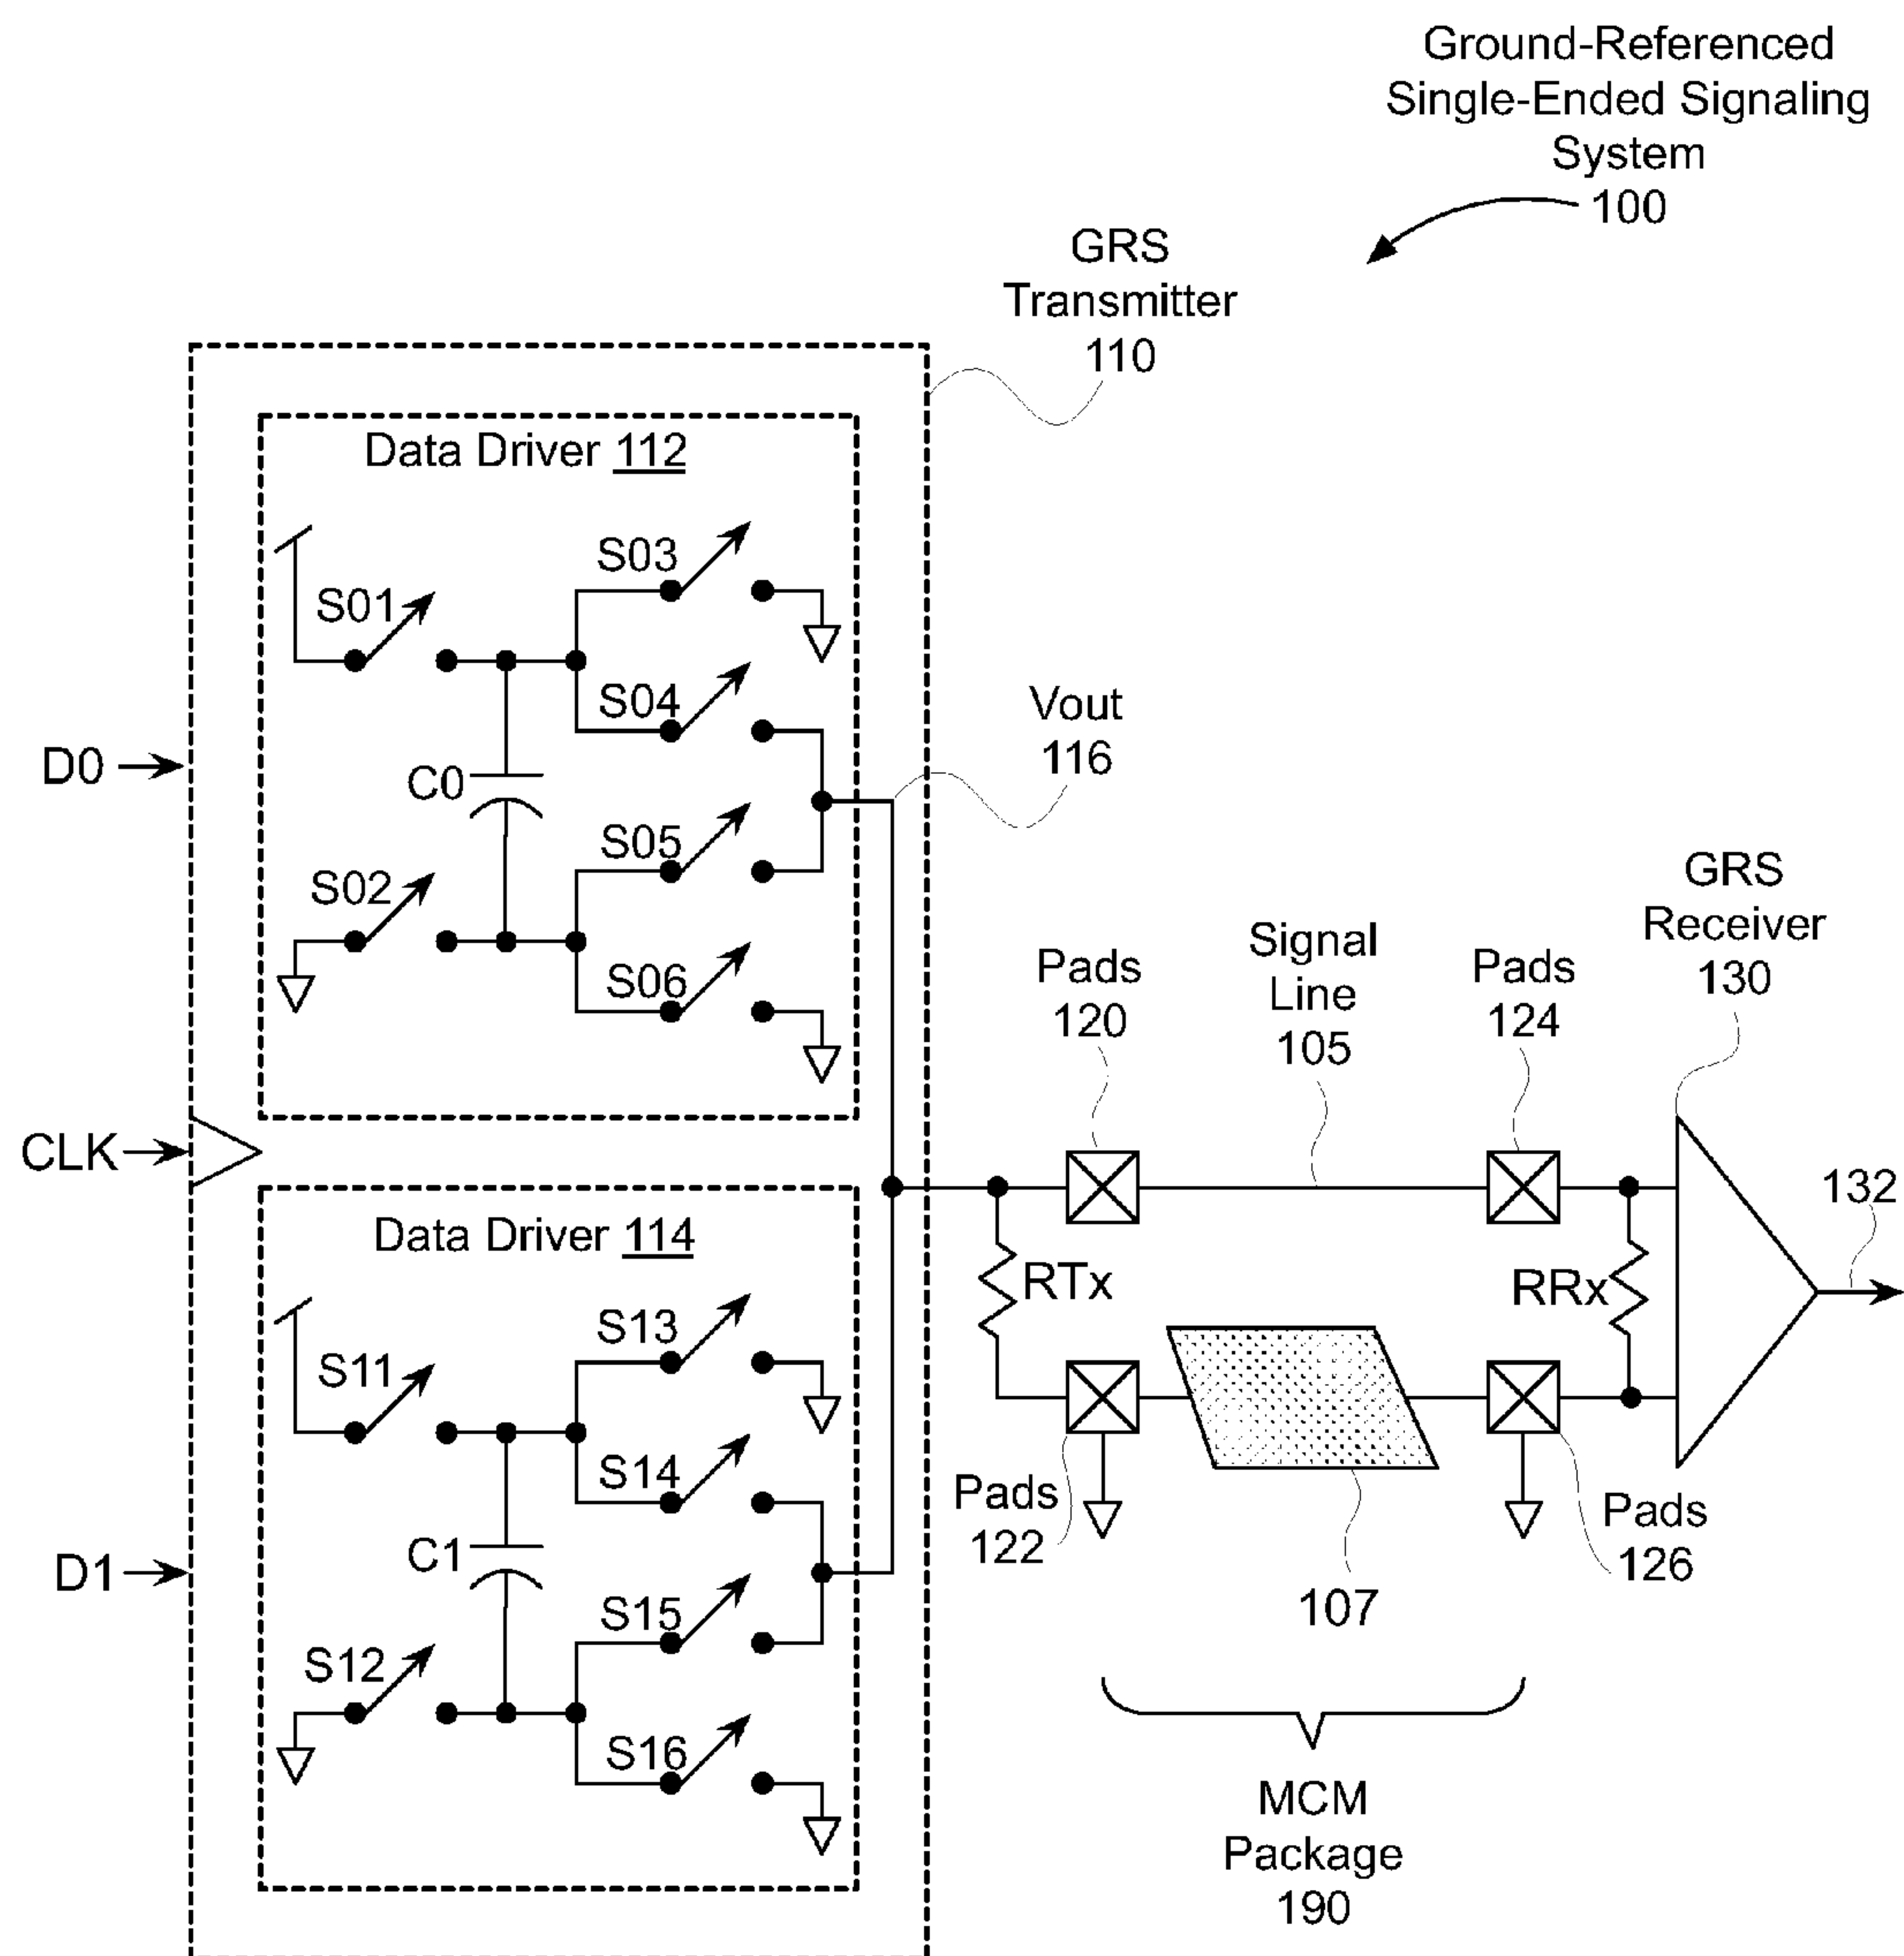 Ground-Referenced
Single-Ended Signaling
System
100
GRS
Transmitter
110
Data Driver 112
S01
S03
S04
C0
S05
S02
S06
D0
Vout
116
CLK
GRS
Receiver
130
Pads
120
Signal
Line
105
Pads
124
132
RTx
RRx
Data Driver 114
S11
S13
S14
C1
S15
S12
S16
D1
Pads
122
107
Pads
126
MCM
Package
190